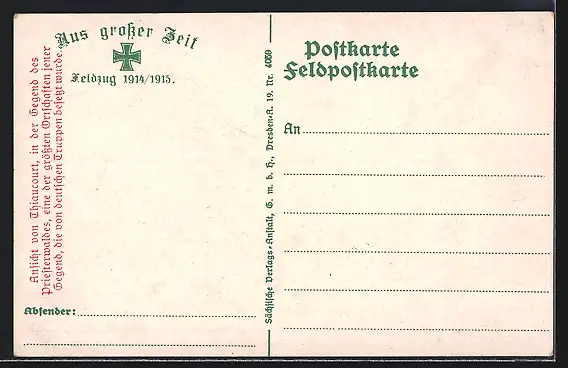 Aus großer Zeit
Feldzug 1914/1915.
Ansicht von Thiaucourt, in der Gegend des
Priesterwaldes, eine der größten Ortschaften jener
Gegend, die von deutschen Truppen besetzt wurde.
Absender:
Sächsische Verlags-Anstalt, G. m. b. H., Dresden-A. 19. Nr.
Postkarte
Feldpostkarte
An